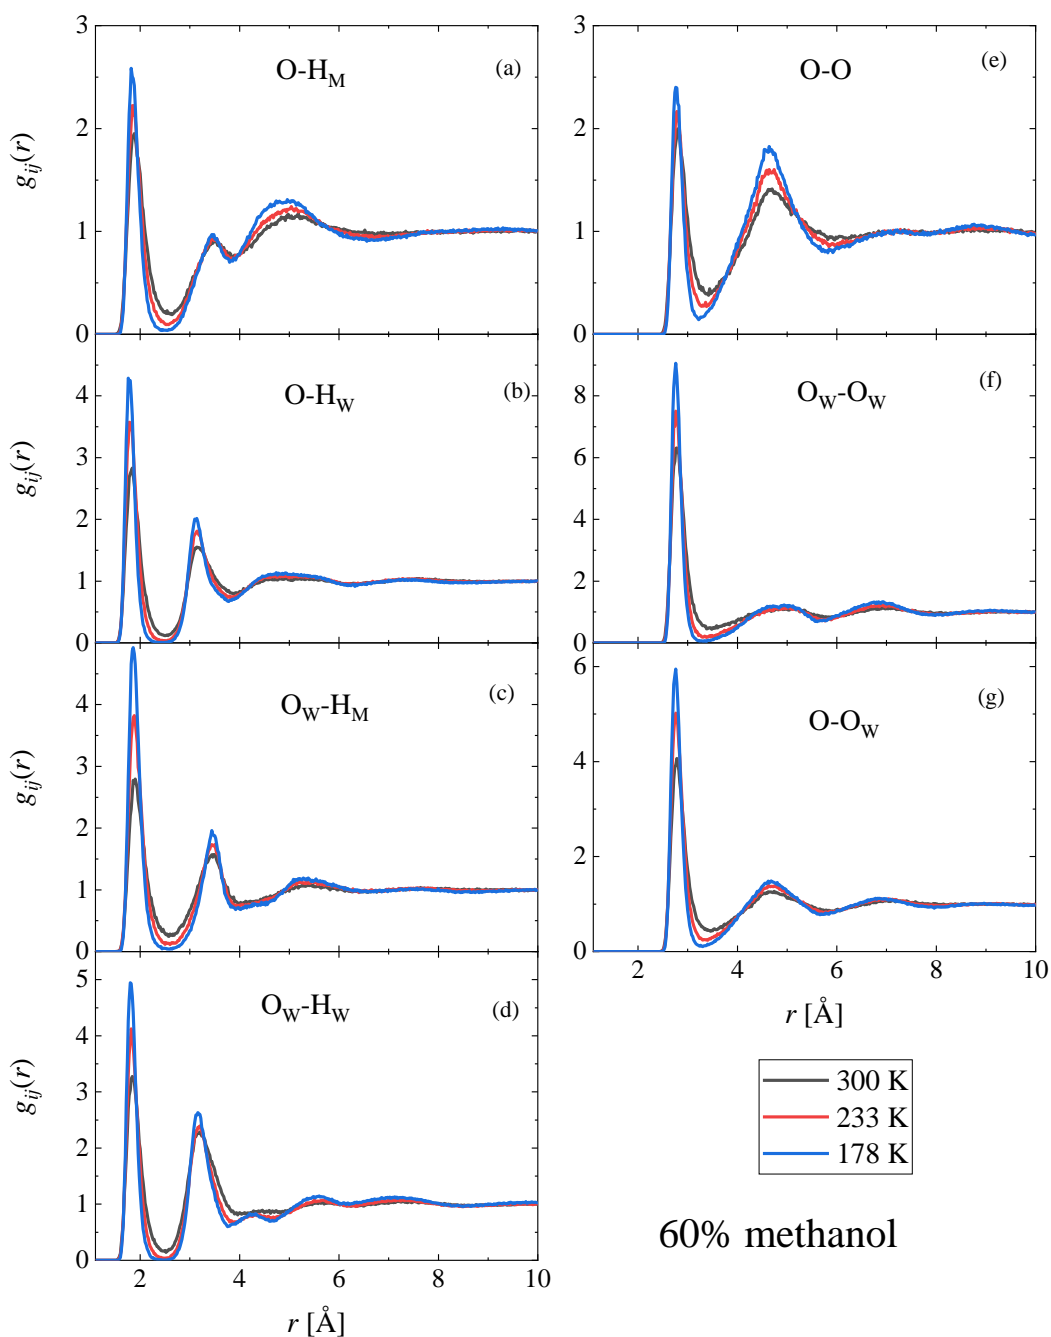 3
2
1
0
g_ij(r)
O-H_M
(a)
4
3
2
1
0
g_ij(r)
O-H_W
(b)
4
3
2
1
0
g_ij(r)
O_W-H_M
(c)
5
4
3
2
1
0
g_ij(r)
O_W-H_W
(d)
2 4 6 8 10
r [Å]
3
2
1
0
O-O
(e)
8
6
4
2
0
O_W-O_W
(f)
6
4
2
0
O-O_W
(g)
2 4 6 8 10
r [Å]
300 K
233 K
178 K
60% methanol